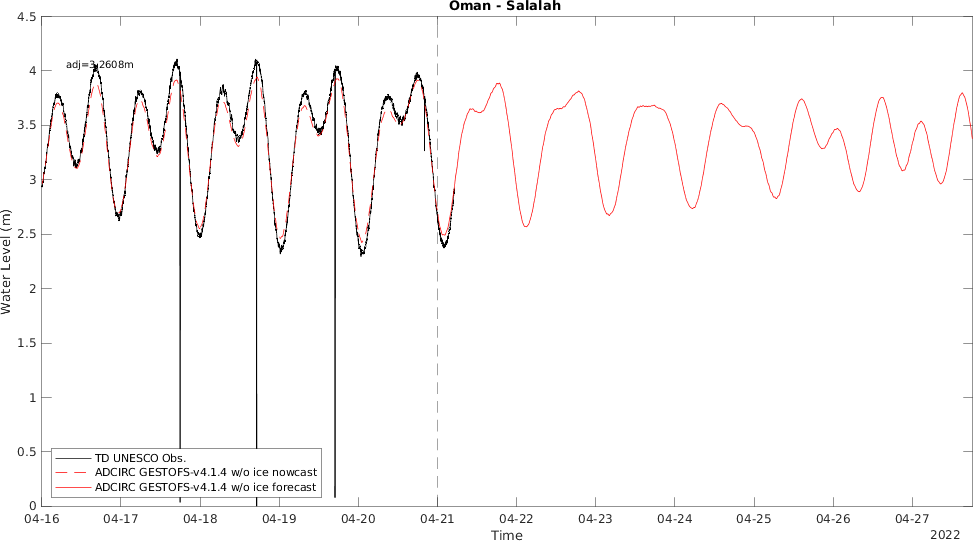 Oman - Salalah
4.5
4
3.5
3
2.5
2
1.5
1
0.5
0
Water Level (m)
adj=3.2608m
TD UNESCO Obs.
ADCIRC GESTOFS-v4.1.4 w/o ice nowcast
ADCIRC GESTOFS-v4.1.4 w/o ice forecast
04-16 04-17 04-18 04-19 04-20 04-21 04-22 04-23 04-24 04-25 04-26 04-27
Time
2022